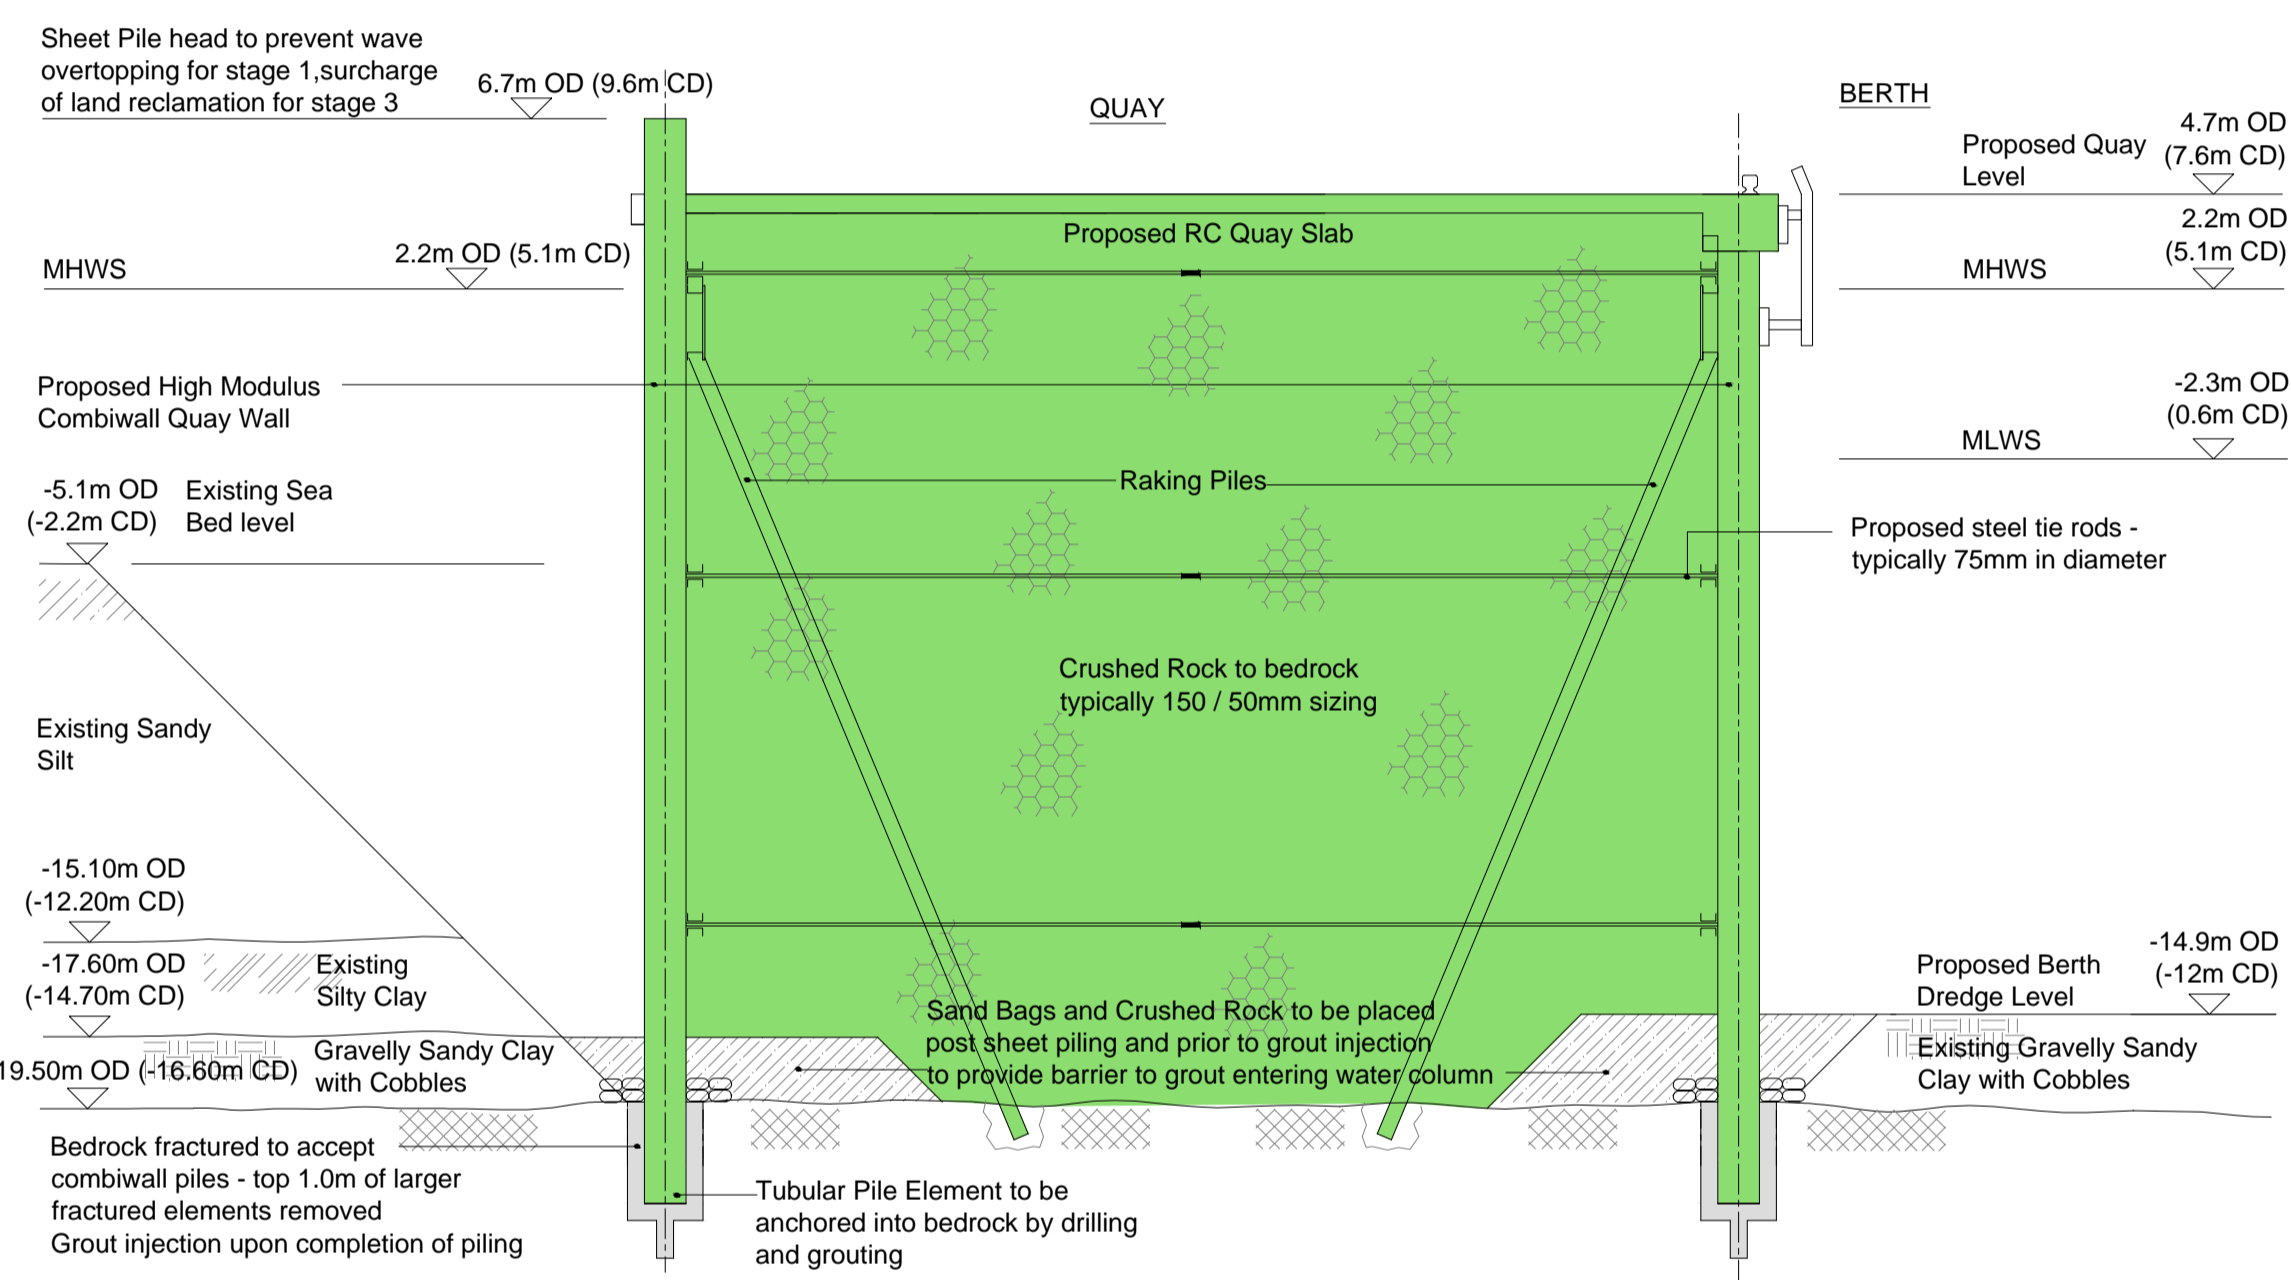 Sheet Pile head to prevent wave
overtopping for stage 1,surcharge
of land reclamation for stage 3
6.7m OD (9.6m CD)
QUAY
BERTH
4.7m OD
(7.6m CD)
Proposed Quay
Level
2.2m OD
(5.1m CD)
MHWS
MHWS
2.2m OD (5.1m CD)
Proposed RC Quay Slab
Proposed High Modulus
Combiwall Quay Wall
-2.3m OD
(0.6m CD)
MLWS
Raking Piles
-5.1m OD
(-2.2m CD)
Existing Sea
Bed level
Proposed steel tie rods -
typically 75mm in diameter
Crushed Rock to bedrock
typically 150 / 50mm sizing
Existing Sandy
Silt
-15.10m OD
(-12.20m CD)
-17.60m OD
(-14.70m CD)
Existing
Silty Clay
-14.9m OD
(-12m CD)
Proposed Berth
Dredge Level
Sand Bags and Crushed Rock to be placed
post sheet piling and prior to grout injection
to provide barrier to grout entering water column
Gravelly Sandy Clay
with Cobbles
19.50m OD (-16.60m CD)
Existing Gravelly Sandy
Clay with Cobbles
Bedrock fractured to accept
combiwall piles - top 1.0m of larger
fractured elements removed
Grout injection upon completion of piling
Tubular Pile Element to be
anchored into bedrock by drilling
and grouting